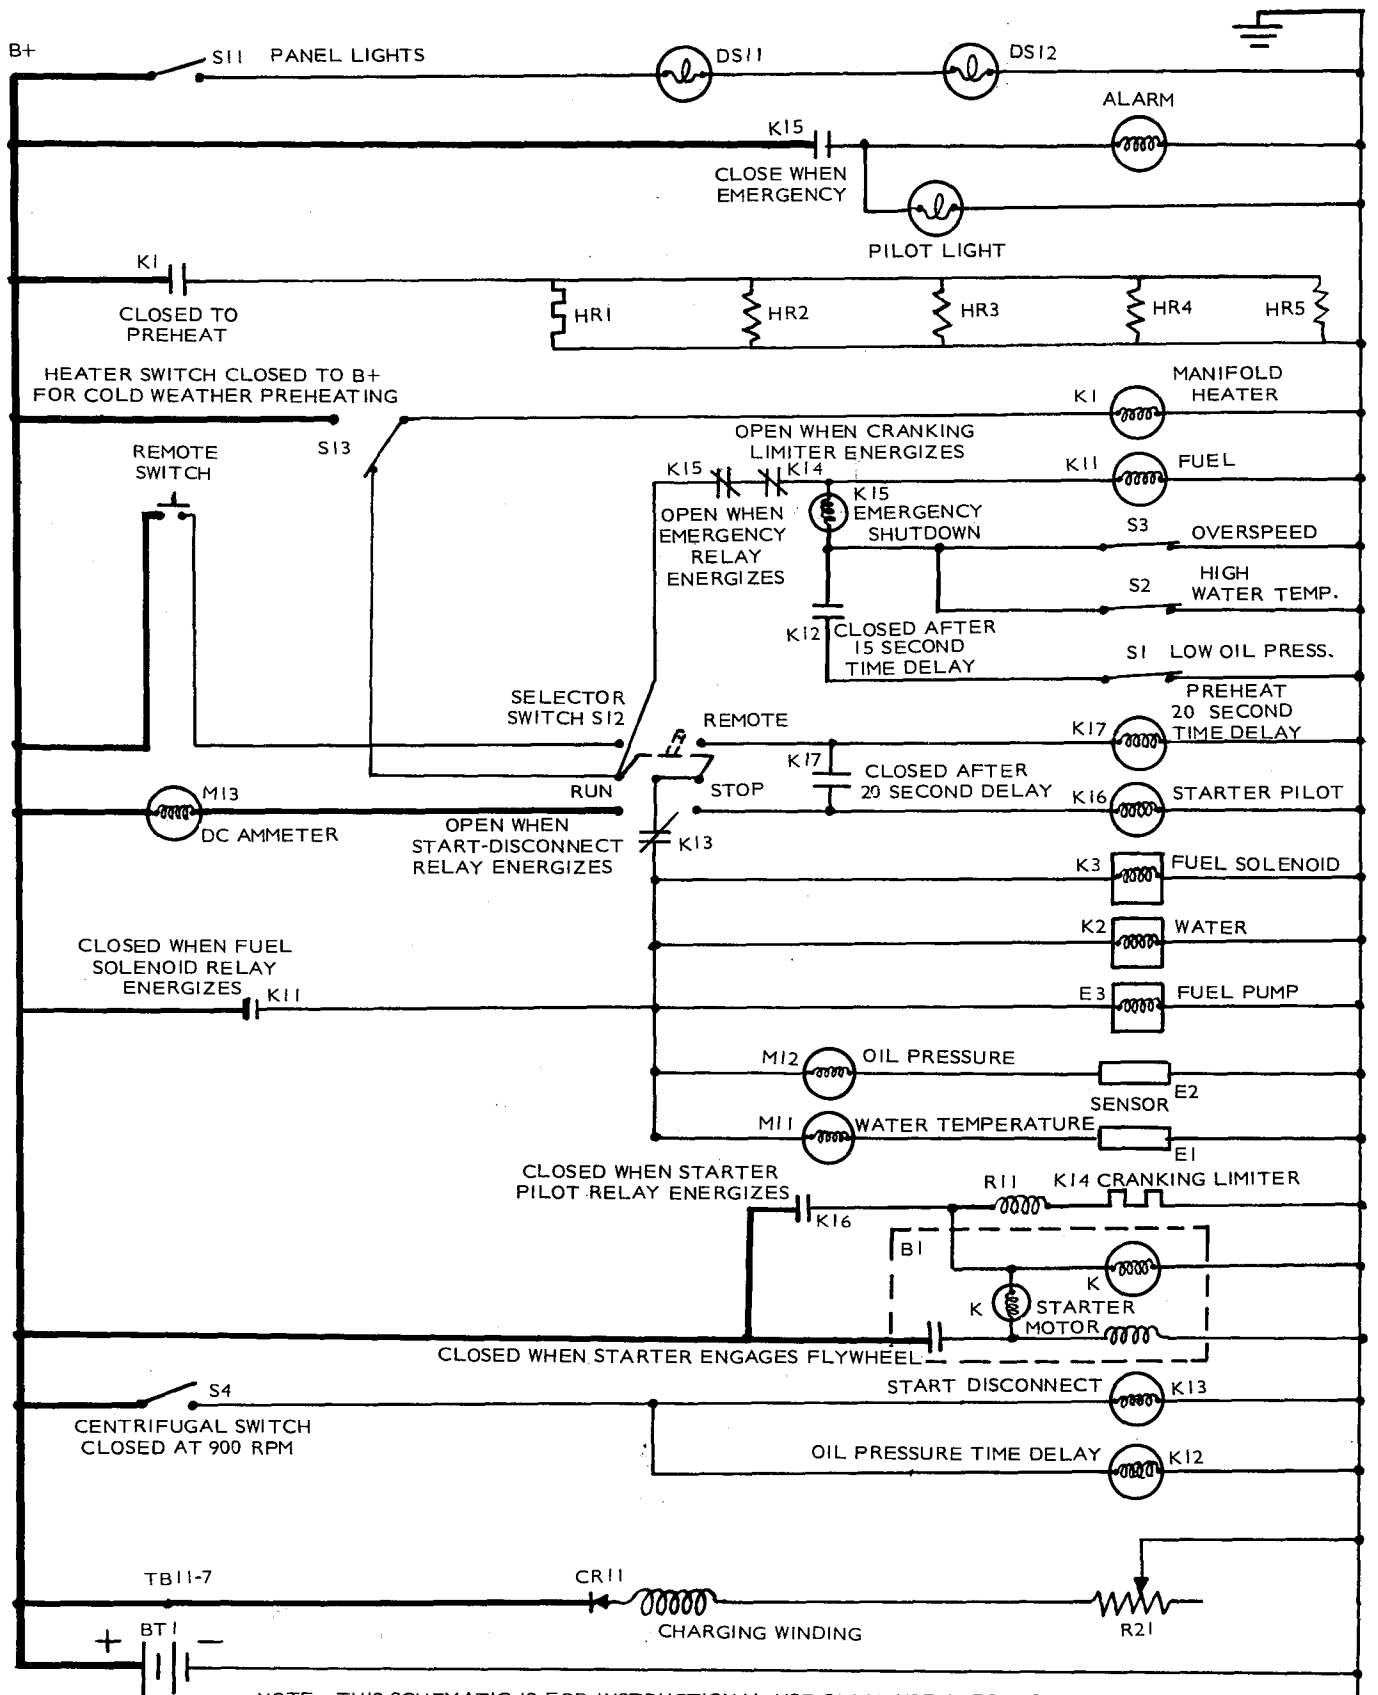 B+
S11 PANEL LIGHTS
DS11
DS12
ALARM
K15
CLOSE WHEN
EMERGENCY
PILOT LIGHT
K1
CLOSED TO
PREHEAT
HR1
HR2
HR3
HR4
HR5
HEATER SWITCH CLOSED TO B+
FOR COLD WEATHER PREHEATING
S13
K1
MANIFOLD
HEATER
REMOTE
SWITCH
OPEN WHEN CRANKING
LIMITER ENERGIZES
K15
K14
K11
FUEL
OPEN WHEN
EMERGENCY
RELAY
ENERGIZES
K15
EMERGENCY
SHUTDOWN
S3
OVERSPEED
S2
HIGH
WATER TEMP.
K12
CLOSED AFTER
15 SECOND
TIME DELAY
S1
LOW OIL PRESS.
SELECTOR
SWITCH S12
REMOTE
K17
PREHEAT
20 SECOND
TIME DELAY
RUN
STOP
K17
CLOSED AFTER
20 SECOND DELAY
M13
DC AMMETER
K16
STARTER PILOT
OPEN WHEN
START-DISCONNECT
RELAY ENERGIZES
K13
K3
FUEL SOLENOID
K2
WATER
CLOSED WHEN FUEL
SOLENOID RELAY
ENERGIZES
K11
E3
FUEL PUMP
M12
OIL PRESSURE
SENSOR
E2
M11
WATER TEMPERATURE
E1
CLOSED WHEN STARTER
PILOT RELAY ENERGIZES
K16
R11
K14 CRANKING LIMITER
B1
K
K
STARTER
MOTOR
CLOSED WHEN STARTER ENGAGES FLYWHEEL
S4
CENTRIFUGAL SWITCH
CLOSED AT 900 RPM
START DISCONNECT
K13
OIL PRESSURE TIME DELAY
K12
TB11-7
CR11
CHARGING WINDING
R21
+
BT1
−